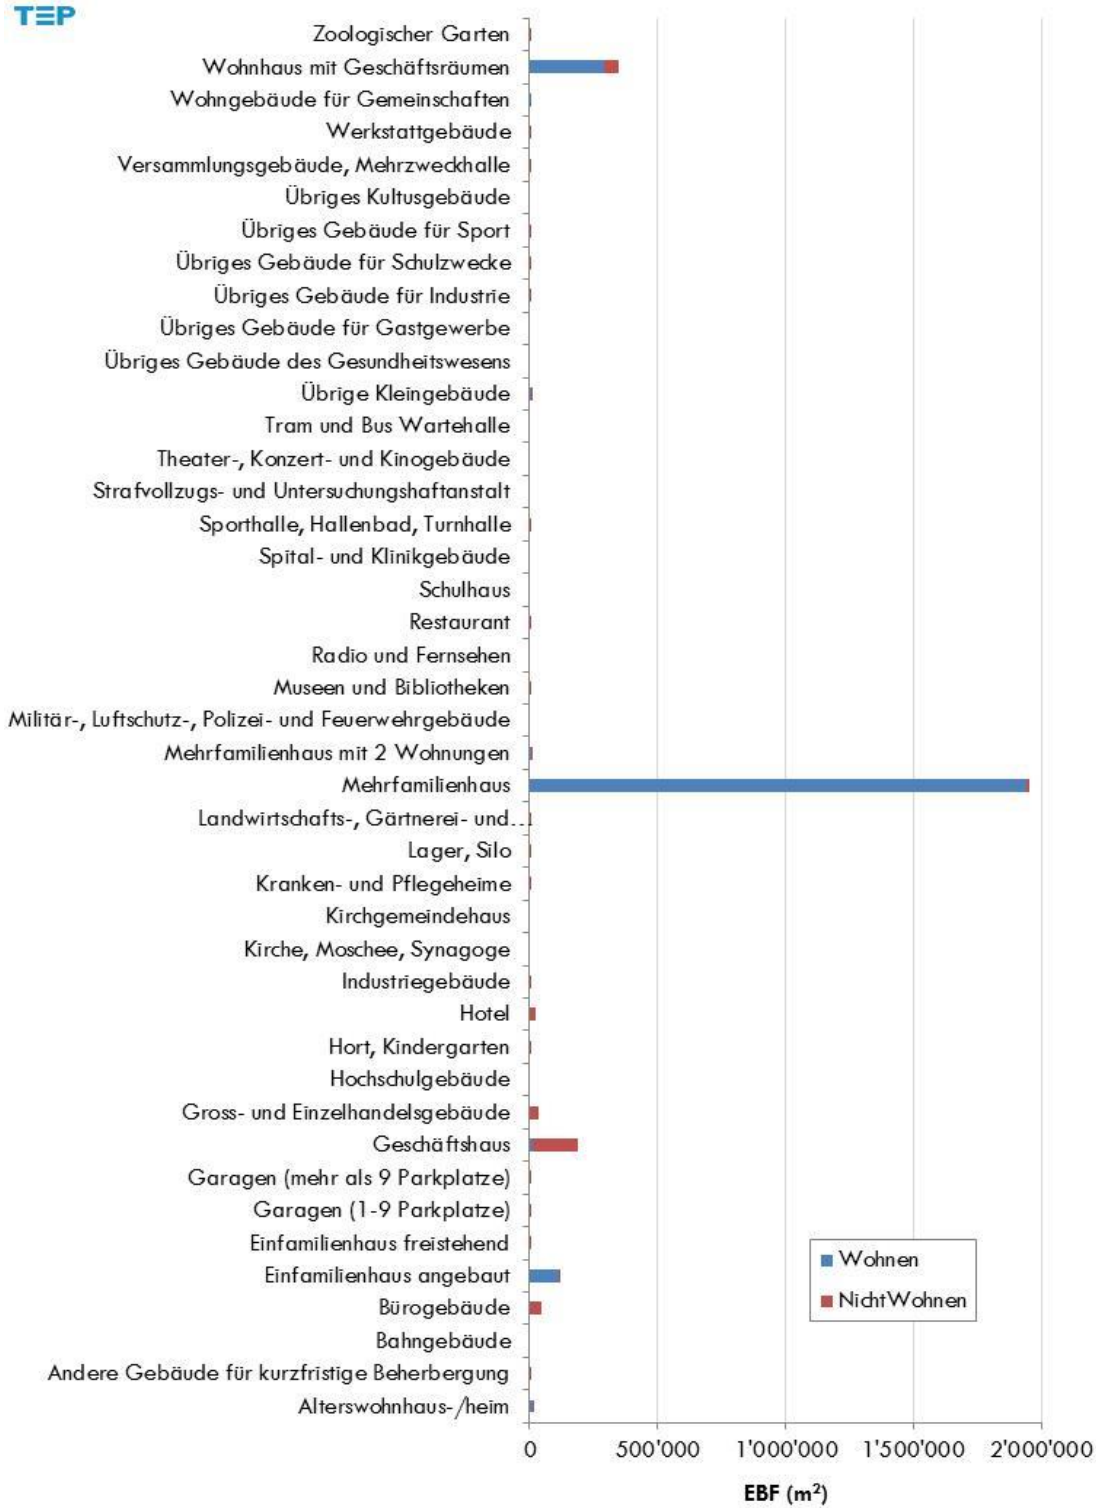 TEP
Zoologischer Garten
Wohnhaus mit Geschäftsräumen
Wohngebäude für Gemeinschaften
Werkstattgebäude
Versammlungsgebäude, Mehrzweckhalle
Übriges Kultusgebäude
Übriges Gebäude für Sport
Übriges Gebäude für Schulzwecke
Übriges Gebäude für Industrie
Übriges Gebäude für Gastgewerbe
Übriges Gebäude des Gesundheitswesens
Übrige Kleingebäude
Tram und Bus Wartehalle
Theater-, Konzert- und Kinogebäude
Strafvollzugs- und Untersuchungshaftanstalt
Sporthalle, Hallenbad, Turnhalle
Spital- und Klinikgebäude
Schulhaus
Restaurant
Radio und Fernsehen
Museen und Bibliotheken
Militär-, Luftschutz-, Polizei- und Feuerwehrgebäude
Mehrfamilienhaus mit 2 Wohnungen
Mehrfamilienhaus
Landwirtschafts-, Gärtnerei- und...
Lager, Silo
Kranken- und Pflegeheime
Kirchgemeindehaus
Kirche, Moschee, Synagoge
Industriegebäude
Hotel
Hort, Kindergarten
Hochschulgebäude
Gross- und Einzelhandelsgebäude
Geschäftshaus
Garagen (mehr als 9 Parkplatze)
Garagen (1-9 Parkplatze)
Einfamilienhaus freistehend
Einfamilienhaus angebaut
Bürogebäude
Bahngebäude
Andere Gebäude für kurzfristige Beherbergung
Alterswohnhaus-/heim
Wohnen
NichtWohnen
0 500'000 1'000'000 1'500'000 2'000'000
EBF (m²)